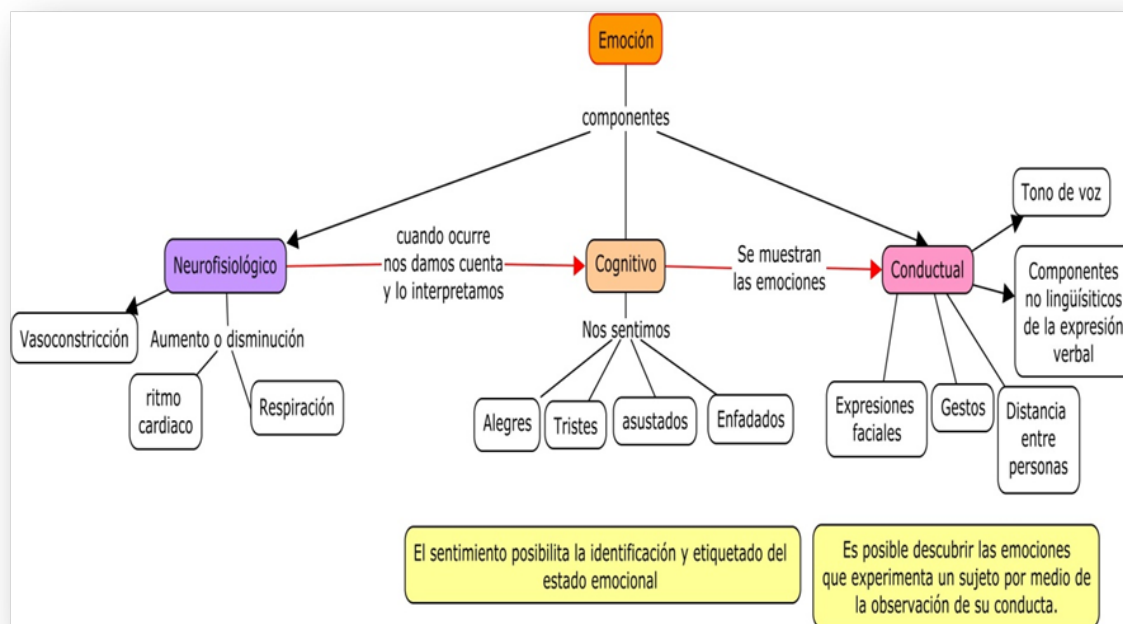 Emoción
componentes
Tono de voz
cuando ocurre
nos damos cuenta
y lo interpretamos
Neurofisiológico
Cognitivo
Se muestran
las emociones
Conductual
Componentes
no lingüísiticos
de la expresión
verbal
Vasoconstricción
Aumento o disminución
Nos sentimos
ritmo
cardiaco
Respiración
Alegres
Tristes
asustados
Enfadados
Expresiones
faciales
Gestos
Distancia
entre
personas
El sentimiento posibilita la identificación y etiquetado del
estado emocional
Es posible descubrir las emociones
que experimenta un sujeto por medio de
la observación de su conducta.